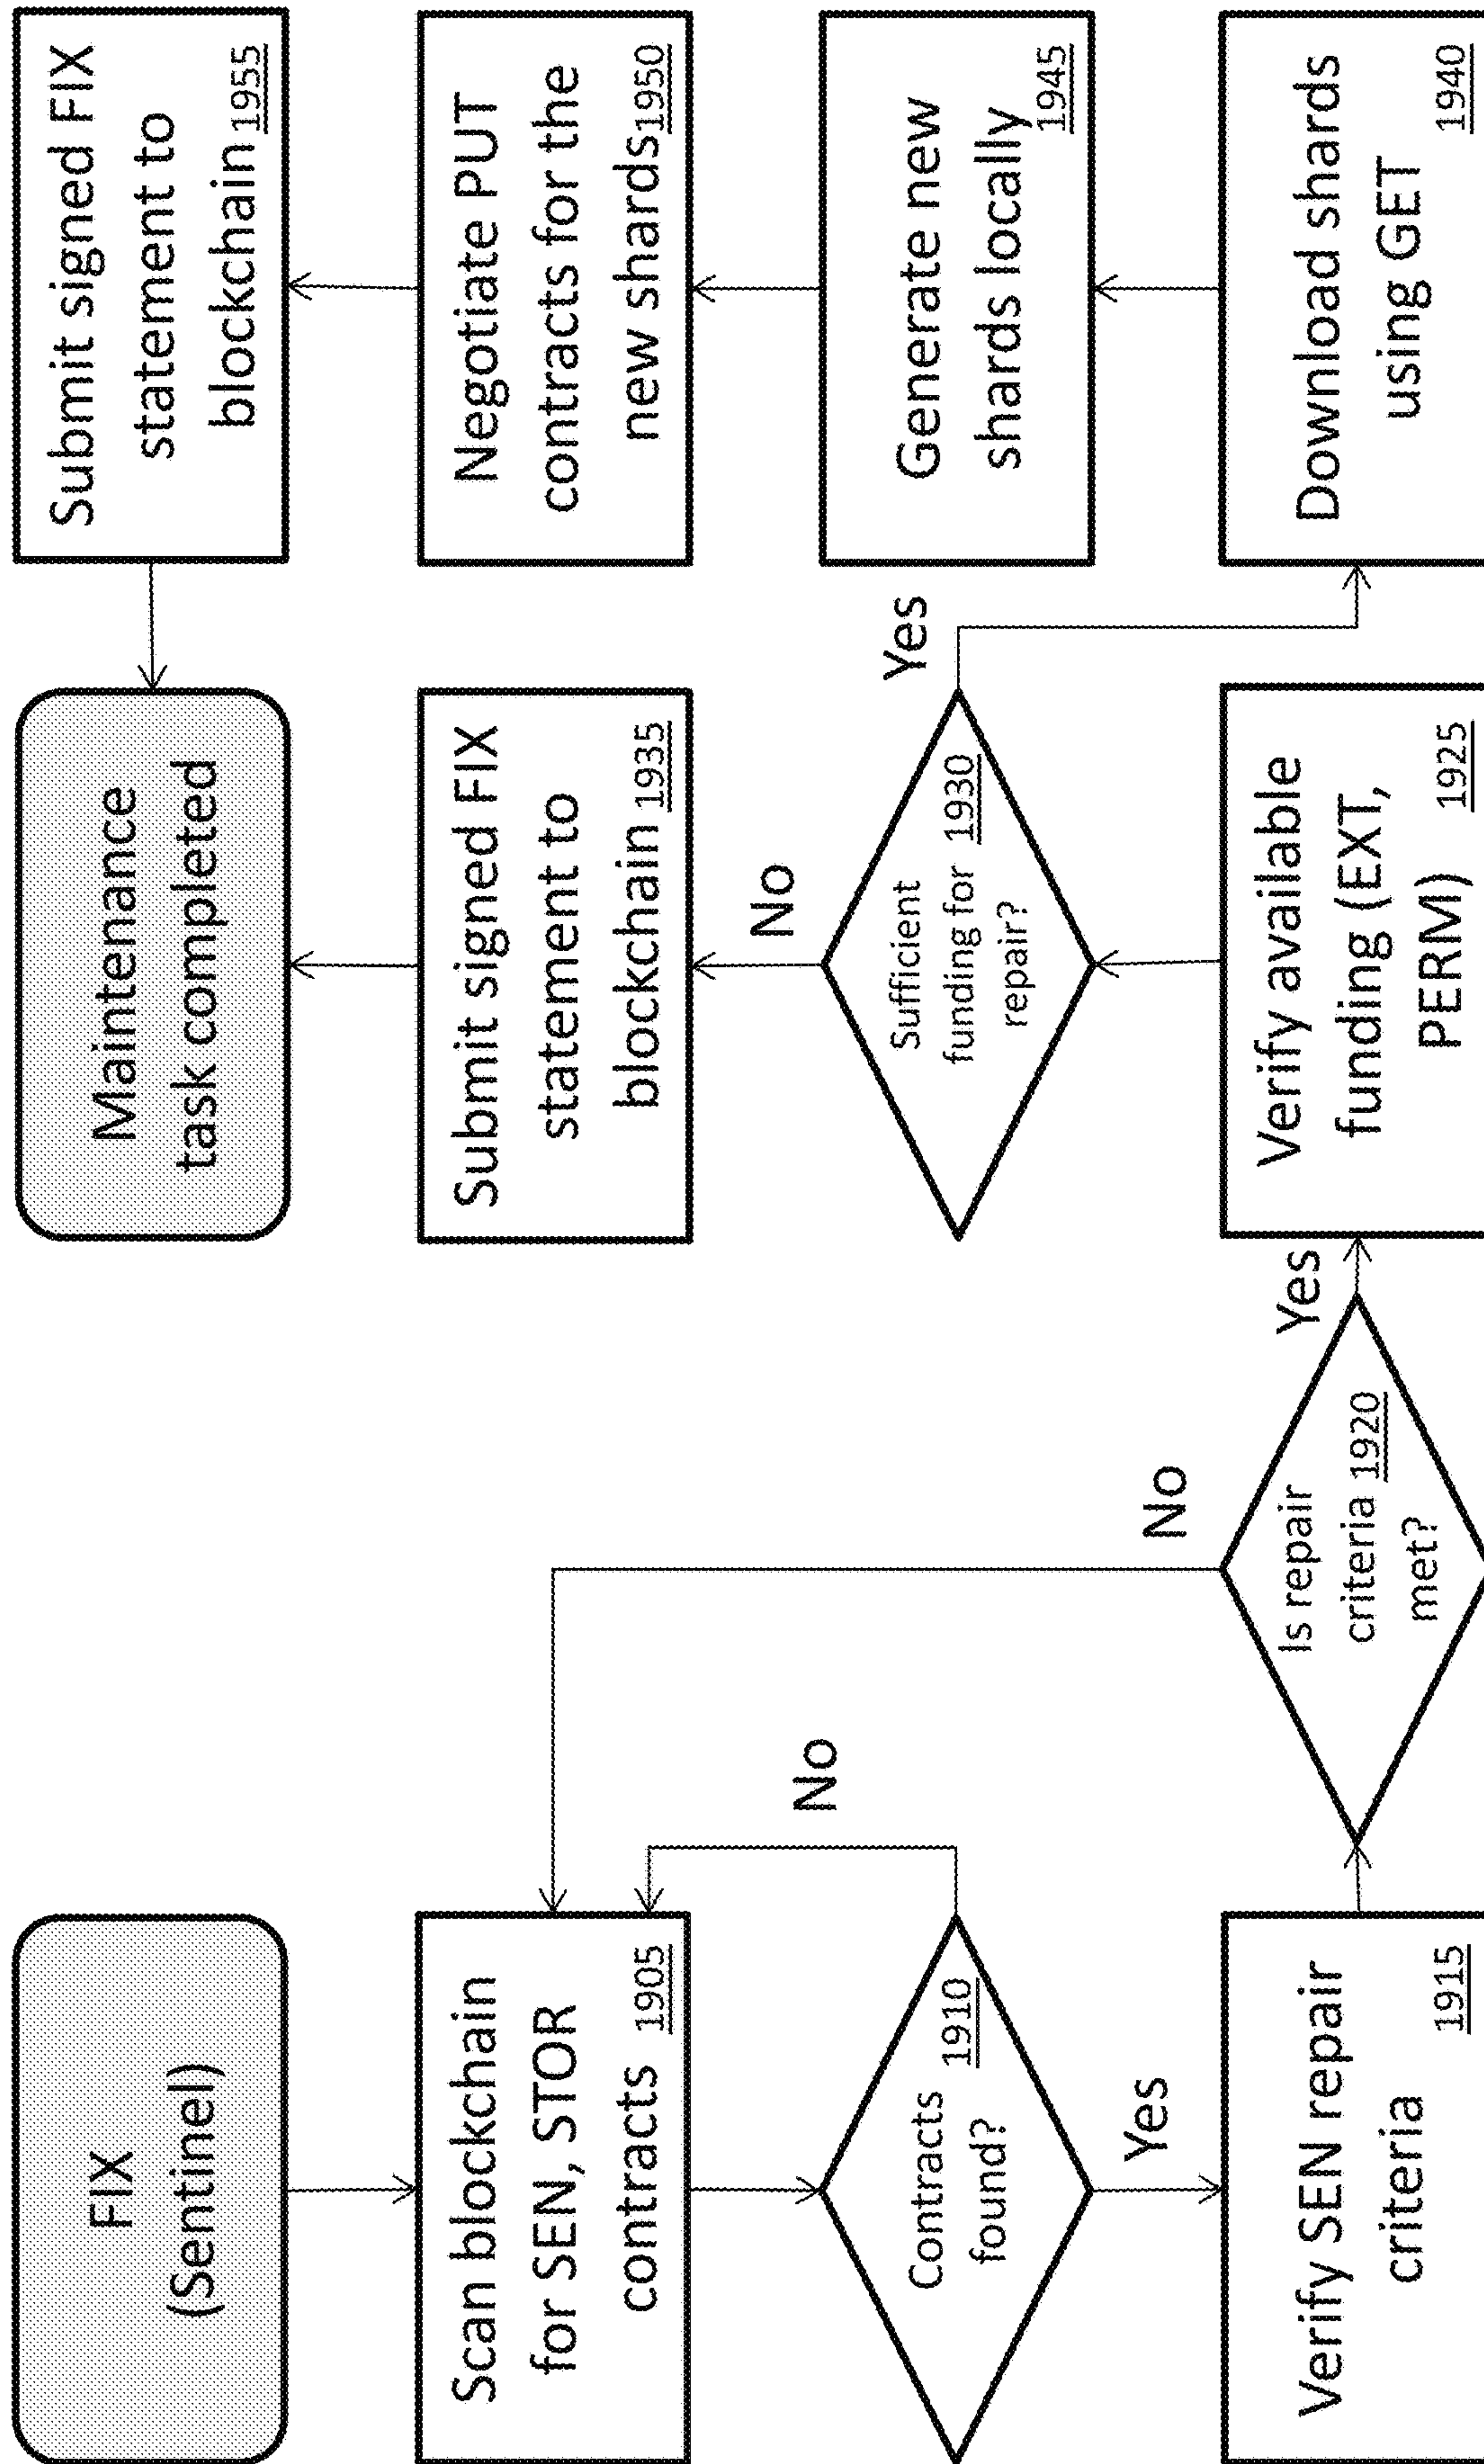 FIX
(Sentinel)
Scan blockchain
for SEN, STOR
contracts 1905
Contracts 1910
found?
No
Yes
Verify SEN repair
criteria
1915
Is repair
criteria 1920
met?
No
Yes
Verify available
funding (EXT,
PERM) 1925
Sufficient
funding for 1930
repair?
No
Yes
Submit signed FIX
statement to
blockchain 1935
Maintenance
task completed
Download shards
using GET
1940
Generate new
shards locally
1945
Negotiate PUT
contracts for the
new shards 1950
Submit signed FIX
statement to
blockchain 1955